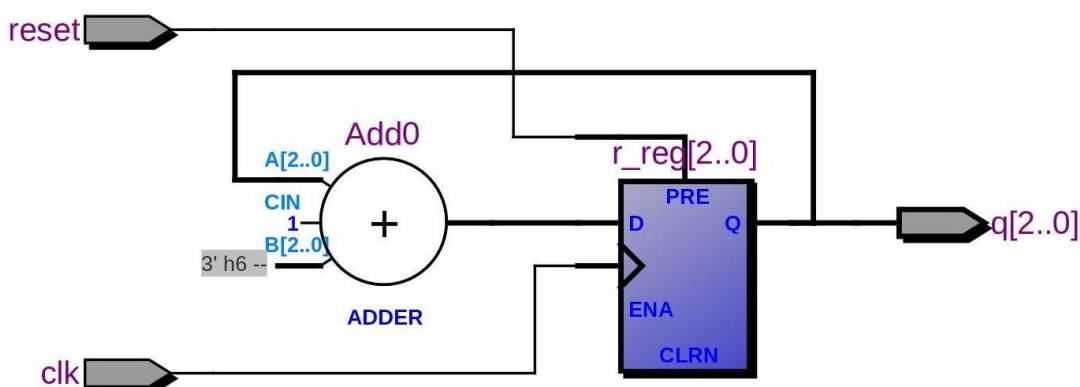 reset
Add0
r_reg[2..0]
A[2..0]
PRE
CIN
1
+
D
Q
q[2..0]
B[2..0]
3' h6 --
ENA
ADDER
CLRN
clk